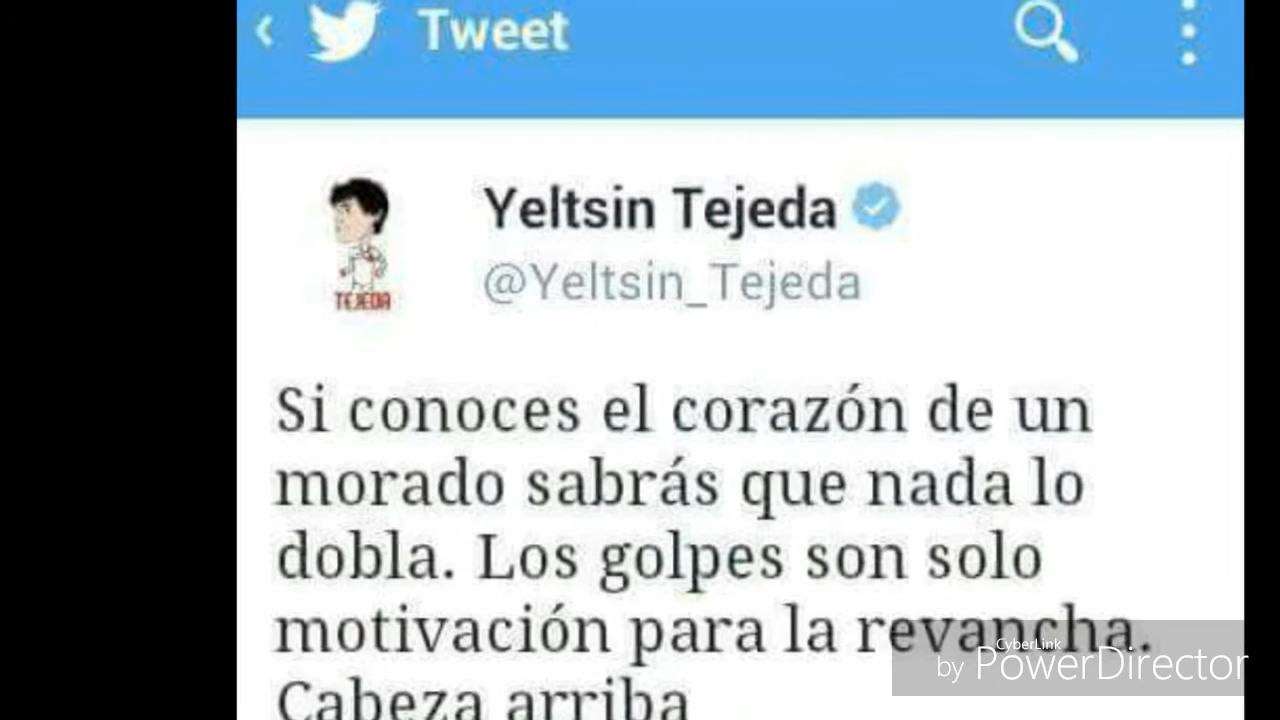 Tweet
Yeltsin Tejeda
@Yeltsin_Tejeda
TEJEDA
Si conoces el corazón de un
morado sabrás que nada lo
dobla. Los golpes son solo
motivación para la revancha.
Cabeza arriba
CyberLink
by PowerDirector